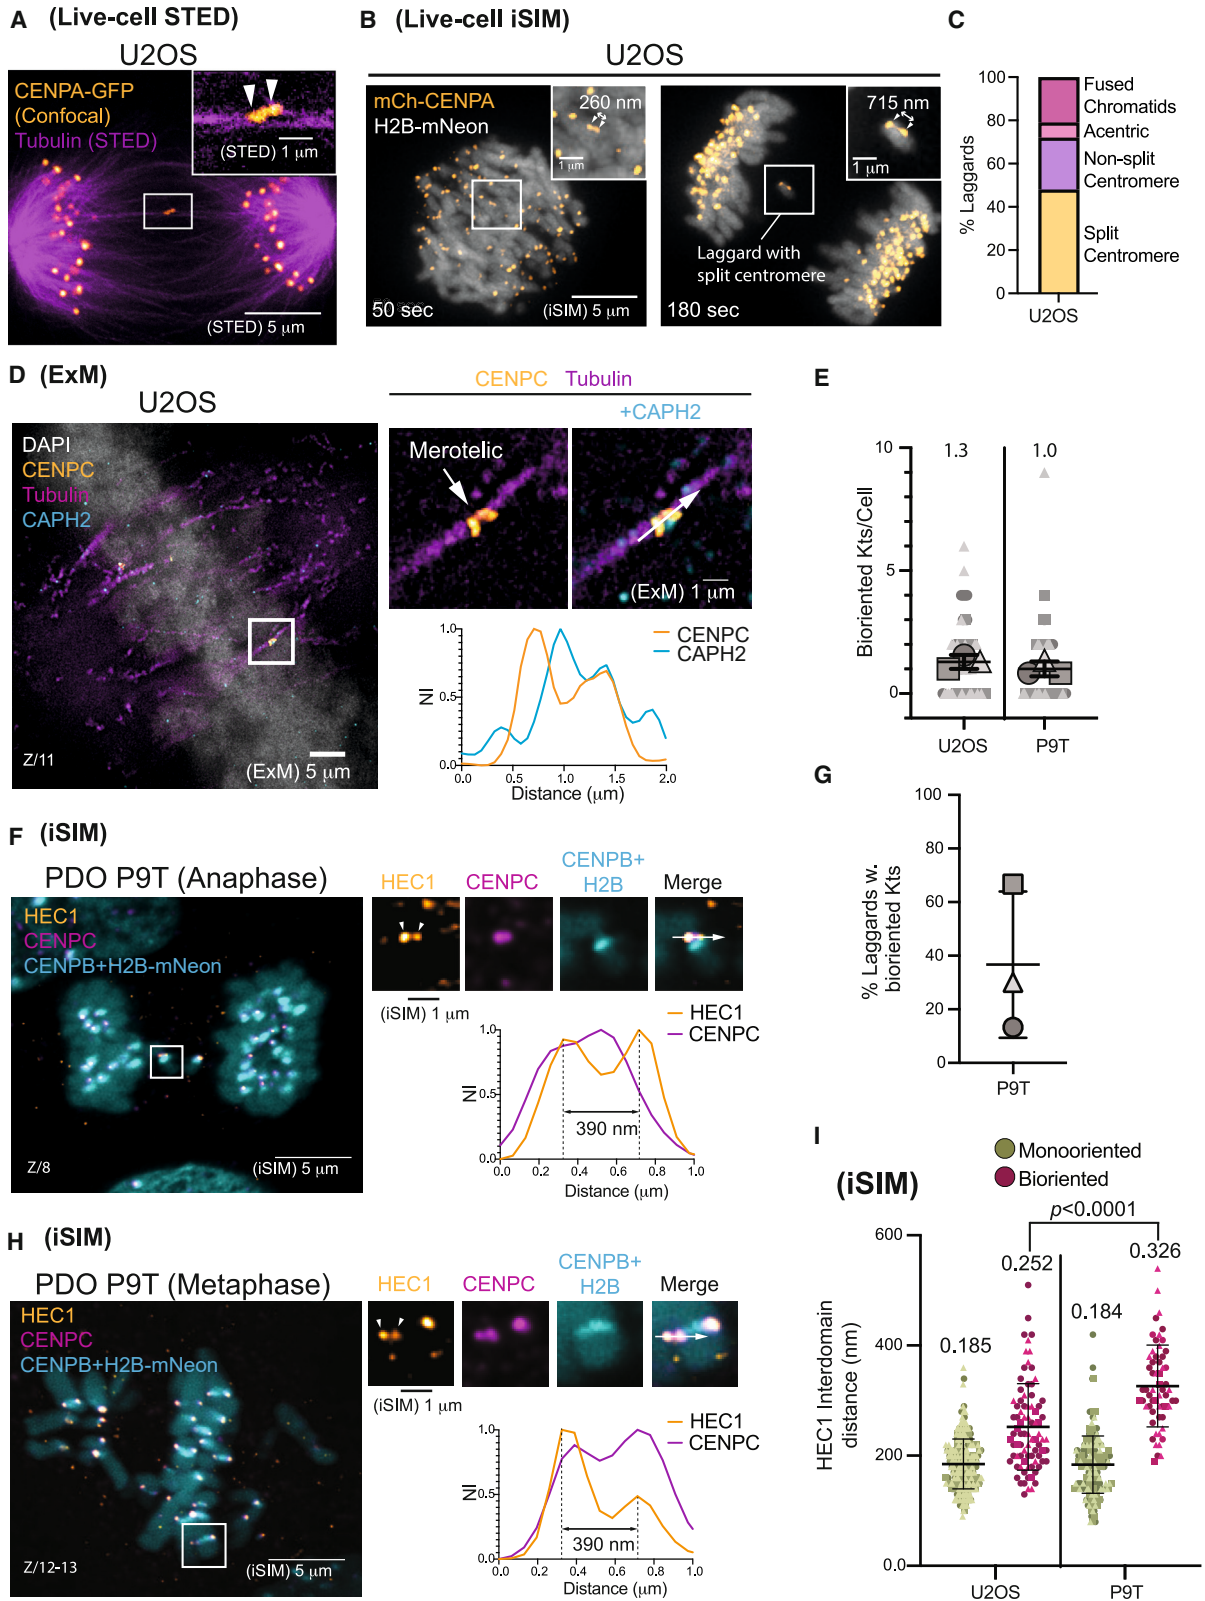 A (Live-cell STED)
U2OS
CENPA-GFP
(Confocal)
Tubulin (STED)
(STED) 1 μm
(STED) 5 μm
B (Live-cell iSIM)
U2OS
mCh-CENPA
H2B-mNeon
260 nm
1 μm
50 sec
(iSIM) 5 μm
715 nm
1 μm
Laggard with
split centromere
180 sec
C
% Laggards
100
80
60
40
20
0
Fused
Chromatids
Acentric
Non-split
Centromere
Split
Centromere
U2OS
D (ExM)
U2OS
DAPI
CENPC
Tubulin
CAPH2
Z/11
(ExM) 5 μm
CENPC Tubulin
+CAPH2
Merotelic
(ExM) 1 μm
CENPC
CAPH2
NI
1.0
0.5
0.0
0.0 0.5 1.0 1.5 2.0
Distance (μm)
E
Bioriented Kts/Cell
10
5
0
1.3
1.0
U2OS
P9T
F (iSIM)
PDO P9T (Anaphase)
HEC1
CENPC
CENPB+H2B-mNeon
Z/8
(iSIM) 5 μm
HEC1
CENPC
CENPB+
H2B
Merge
(iSIM) 1 μm
HEC1
CENPC
NI
1.0
0.5
0.0
390 nm
0.0 0.2 0.4 0.6 0.8 1.0
Distance (μm)
G
% Laggards w.
bioriented Kts
100
80
60
40
20
0
P9T
H (iSIM)
PDO P9T (Metaphase)
HEC1
CENPC
CENPB+H2B-mNeon
Z/12-13
(iSIM) 5 μm
HEC1
CENPC
CENPB+
H2B
Merge
(iSIM) 1 μm
HEC1
CENPC
NI
1.0
0.5
0.0
390 nm
0.0 0.2 0.4 0.6 0.8 1.0
Distance (μm)
I
Monooriented
Bioriented
(iSIM)
p<0.0001
HEC1 Interdomain
distance (nm)
600
400
200
0.0
0.185
0.252
0.184
0.326
U2OS
P9T